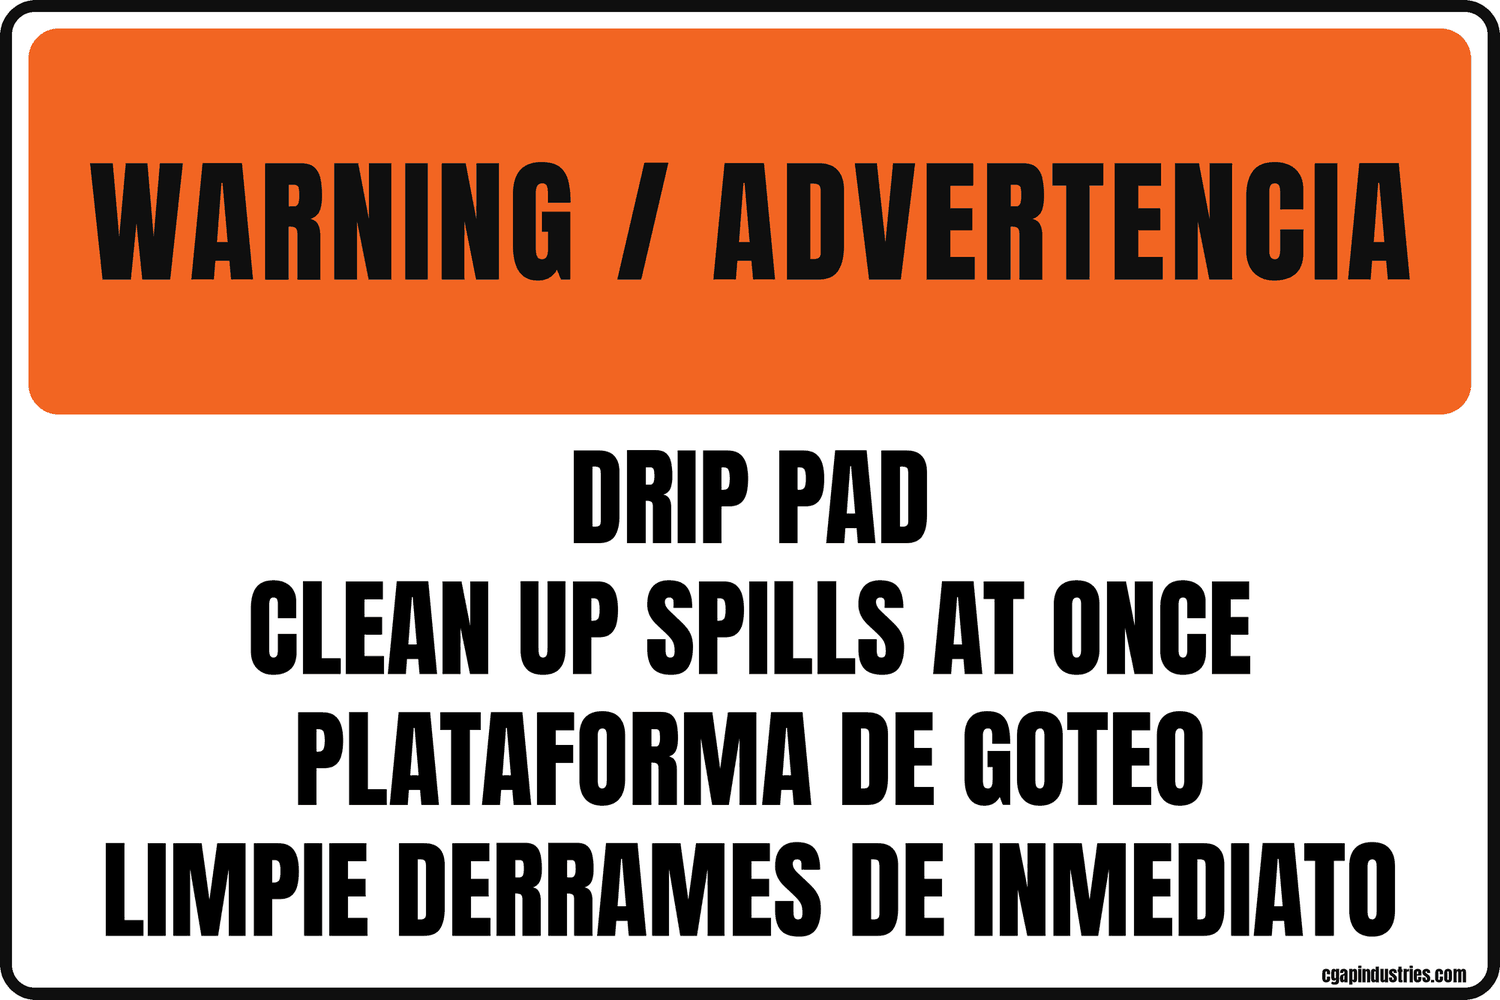 WARNING / ADVERTENCIA
DRIP PAD
CLEAN UP SPILLS AT ONCE
PLATAFORMA DE GOTEO
LIMPIE DERRAMES DE INMEDIATO
cgapindustries.com